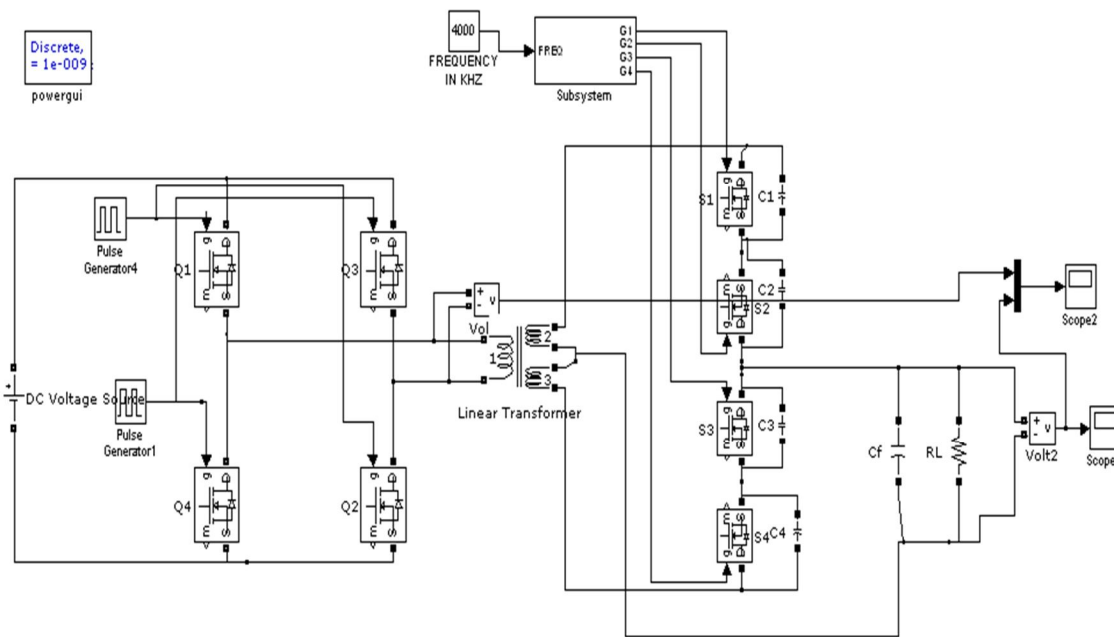 Discrete,
= 1e-009
powergui
4000
FREQUENCY
IN KHZ
FREQ
G1
G2
G3
G4
Subsystem
Pulse
Generator4
Pulse
Generator1
DC Voltage Source
g
D
m
S
Q1
g
D
m
S
Q3
g
D
m
S
Q4
g
D
m
S
Q2
+
-
v
Vol
1
2
3
Linear Transformer
g
D
m
S
S1
C1
m
S
g
D
S2
C2
g
D
m
S
S3
C3
m
S
g
D
S4
C4
Cf
RL
+
-
v
Volt2
Scope2
Scope